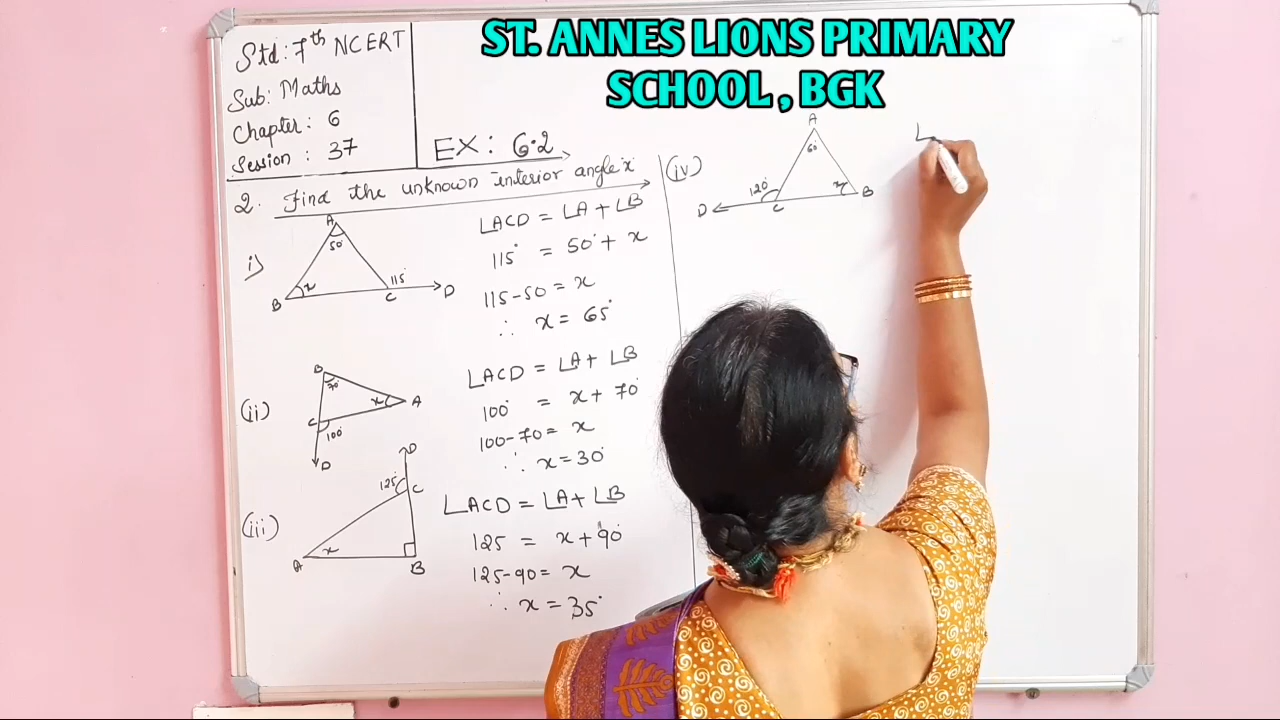 ST. ANNES LIONS PRIMARY
SCHOOL , BGK
Std: 7th NCERT
Sub: Maths
Chapter: 6
Session : 37
EX: 6.2
2. Find the unknown interior angle x
i)
A
50°
x
B
C
115°
D
∠ACD = ∠A + ∠B
115° = 50° + x
115-50 = x
∴ x = 65°
(ii)
B
70°
x
A
C
100°
D
∠ACD = ∠A + ∠B
100° = x + 70°
100-70 = x
∴ x = 30°
(iii)
D
125°
C
x
A
B
∠ACD = ∠A + ∠B
125 = x + 90°
125-90 = x
∴ x = 35°
(iv)
A
60°
120°
x
D
C
B
∠